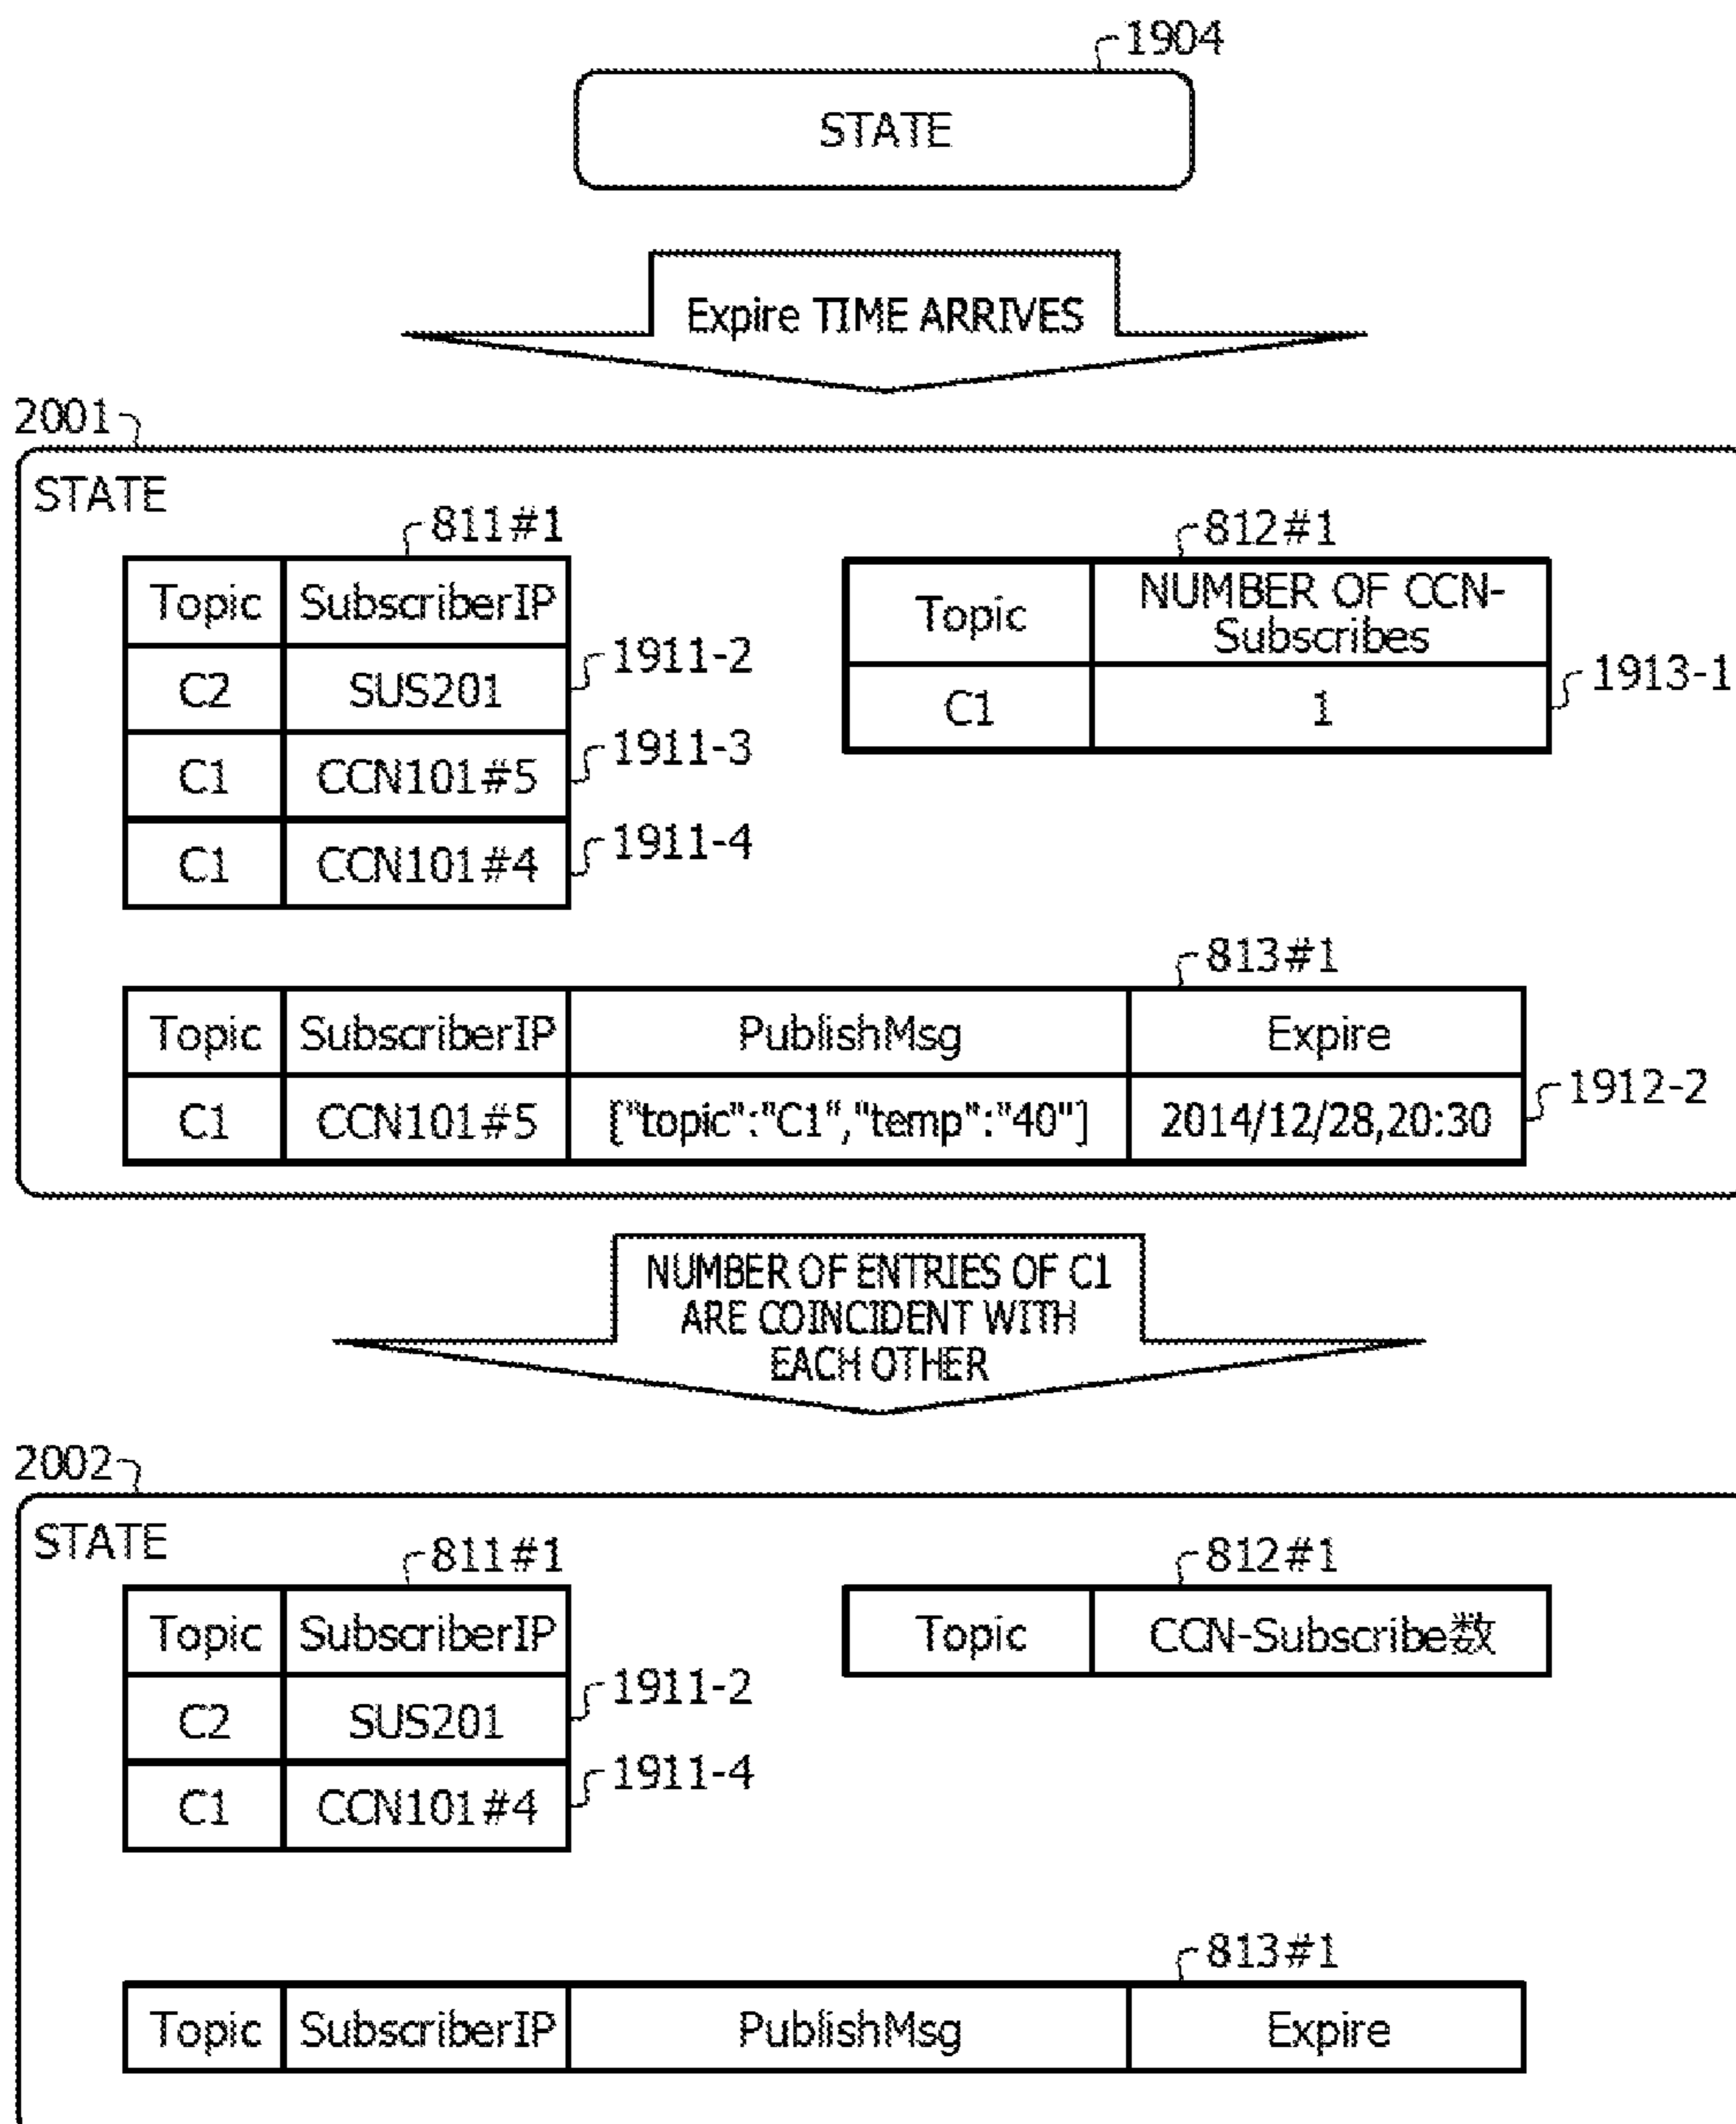 1904
STATE
Expire TIME ARRIVES
2001
STATE
811#1
Topic SubscriberIP
C2 SUS201 1911-2
C1 CCN101#5 1911-3
C1 CCN101#4 1911-4
812#1
Topic NUMBER OF CCN-
Subscribes
C1 1 1913-1
813#1
Topic SubscriberIP PublishMsg Expire
C1 CCN101#5 ["topic":"C1","temp":"40"] 2014/12/28,20:30 1912-2
NUMBER OF ENTRIES OF C1
ARE COINCIDENT WITH
EACH OTHER
2002
STATE
811#1
Topic SubscriberIP
C2 SUS201 1911-2
C1 CCN101#4 1911-4
812#1
Topic CCN-Subscribe数
813#1
Topic SubscriberIP PublishMsg Expire